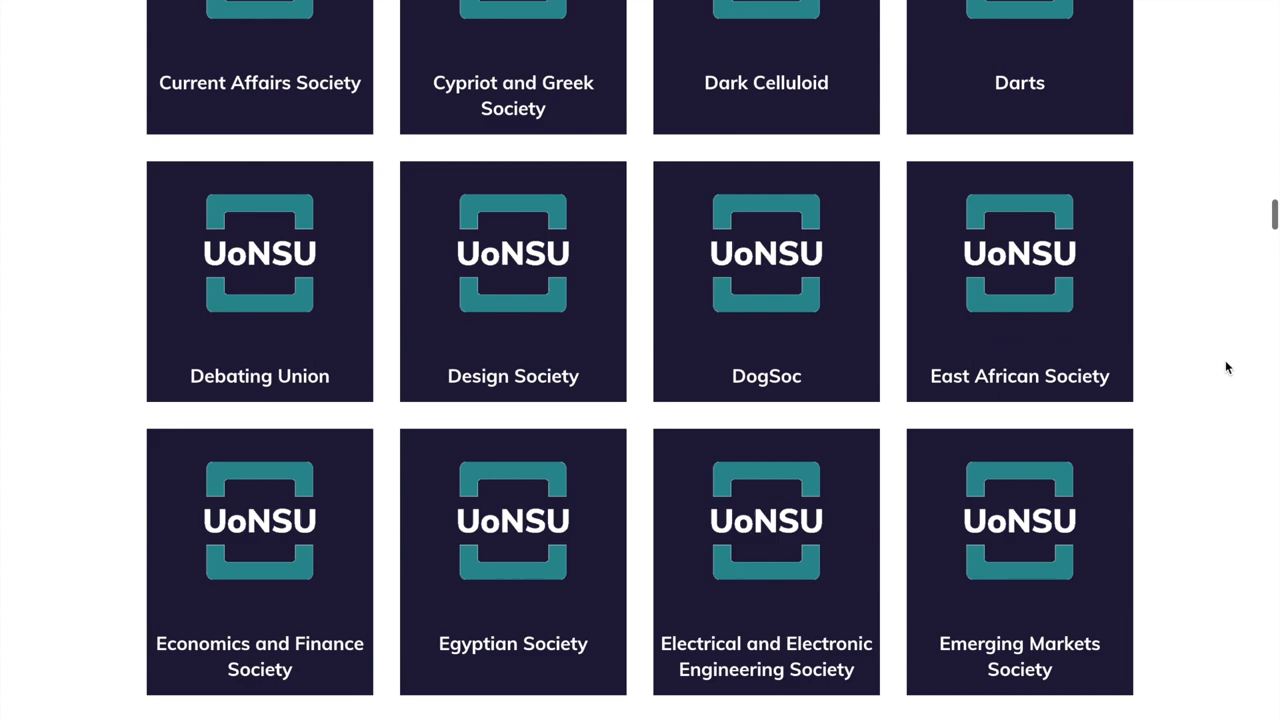 Current Affairs Society
Cypriot and Greek
Society
Dark Celluloid
Darts
UoNSU
Debating Union
UoNSU
Design Society
UoNSU
DogSoc
UoNSU
East African Society
UoNSU
Economics and Finance
Society
UoNSU
Egyptian Society
UoNSU
Electrical and Electronic
Engineering Society
UoNSU
Emerging Markets
Society